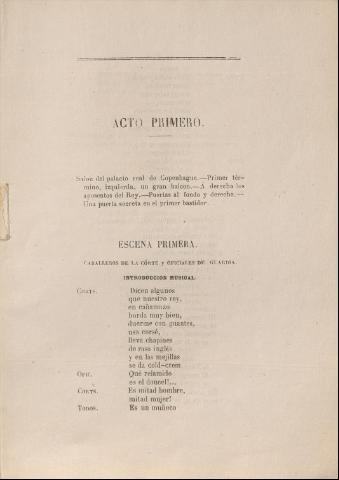 ACTO PRIMERO.
Salon del palacio real de Copenhague.—Primer tér-
mino, izquierda, un gran balcon.—A derecha los
aposentos del Rey.—Puertas al fondo y derecha.—
Una puerta secreta en el primer bastidor.
ESCENA PRIMERA.
CABALLEROS DE LA CÓRTE y OFICIALES DE GUARDIA.
INTRODUCCION MUSICAL.
CORTS. Dicen algunos
que nuestro rey,
en cañamazo
borda muy bien,
duerme con guantes,
usa corsé,
lleva chapines
de raso inglés
y en las mejillas
se da cold-creem
OFIC. Qué relamido
es el doncel!...
CORTS. Es mitad hombre,
mitad mujer!
TODOS. Es un muñeco